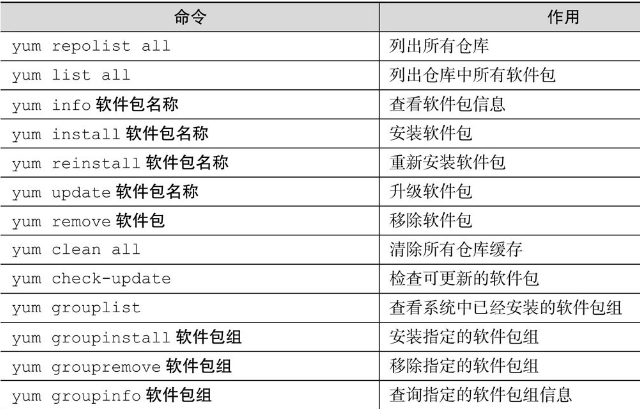 命令 作用
yum repolist all 列出所有仓库
yum list all 列出仓库中所有软件包
yum info 软件包名称 查看软件包信息
yum install 软件包名称 安装软件包
yum reinstall 软件包名称 重新安装软件包
yum update 软件包名称 升级软件包
yum remove 软件包 移除软件包
yum clean all 清除所有仓库缓存
yum check-update 检查可更新的软件包
yum grouplist 查看系统中已经安装的软件包组
yum groupinstall 软件包组 安装指定的软件包组
yum groupremove 软件包组 移除指定的软件包组
yum groupinfo 软件包组 查询指定的软件包组信息